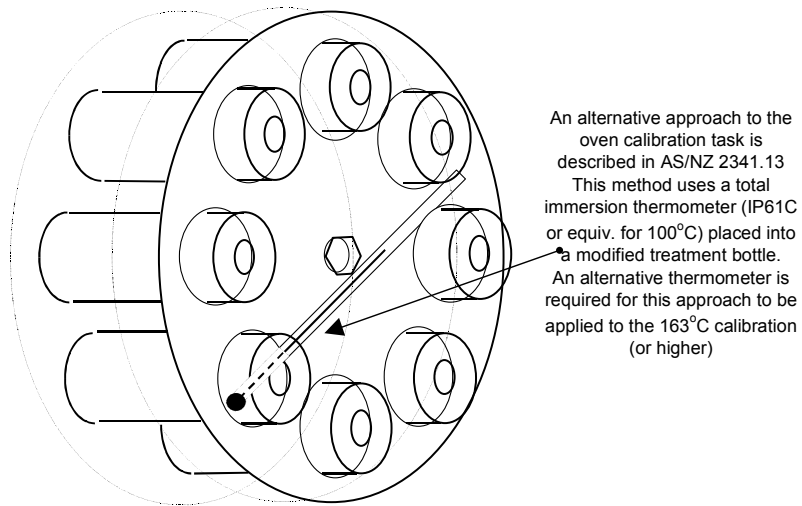 An alternative approach to the
oven calibration task is
described in AS/NZ 2341.13
This method uses a total
immersion thermometer (IP61C
or equiv. for 100°C) placed into
a modified treatment bottle.
An alternative thermometer is
required for this approach to be
applied to the 163°C calibration
(or higher)